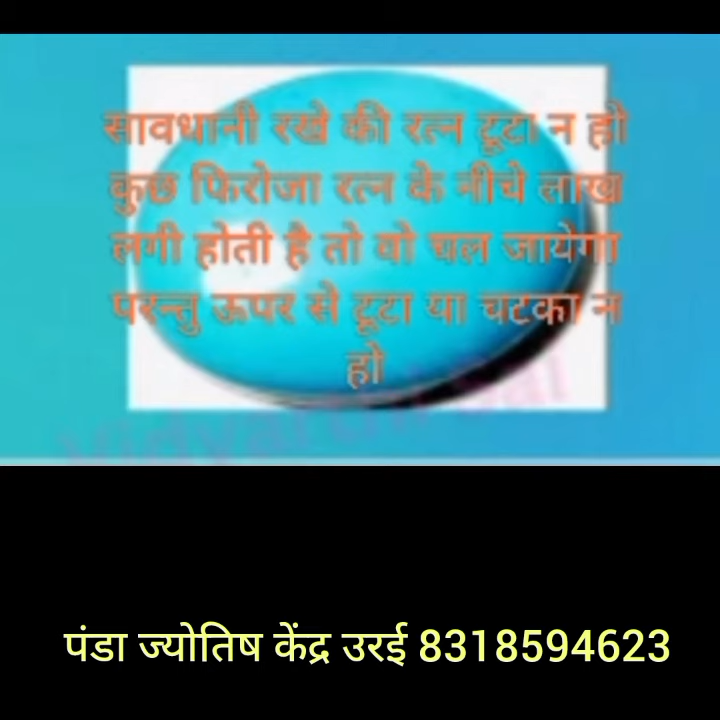 सावधानी रखे की रत्न टूटा न हो
कुछ फिरोजा रत्न के नीचे लाख
लगी होती है तो वो चल जायेगा
परन्तु ऊपर से टूटा या चटका न
हो
पंडा ज्योतिष केंद्र उरई 8318594623